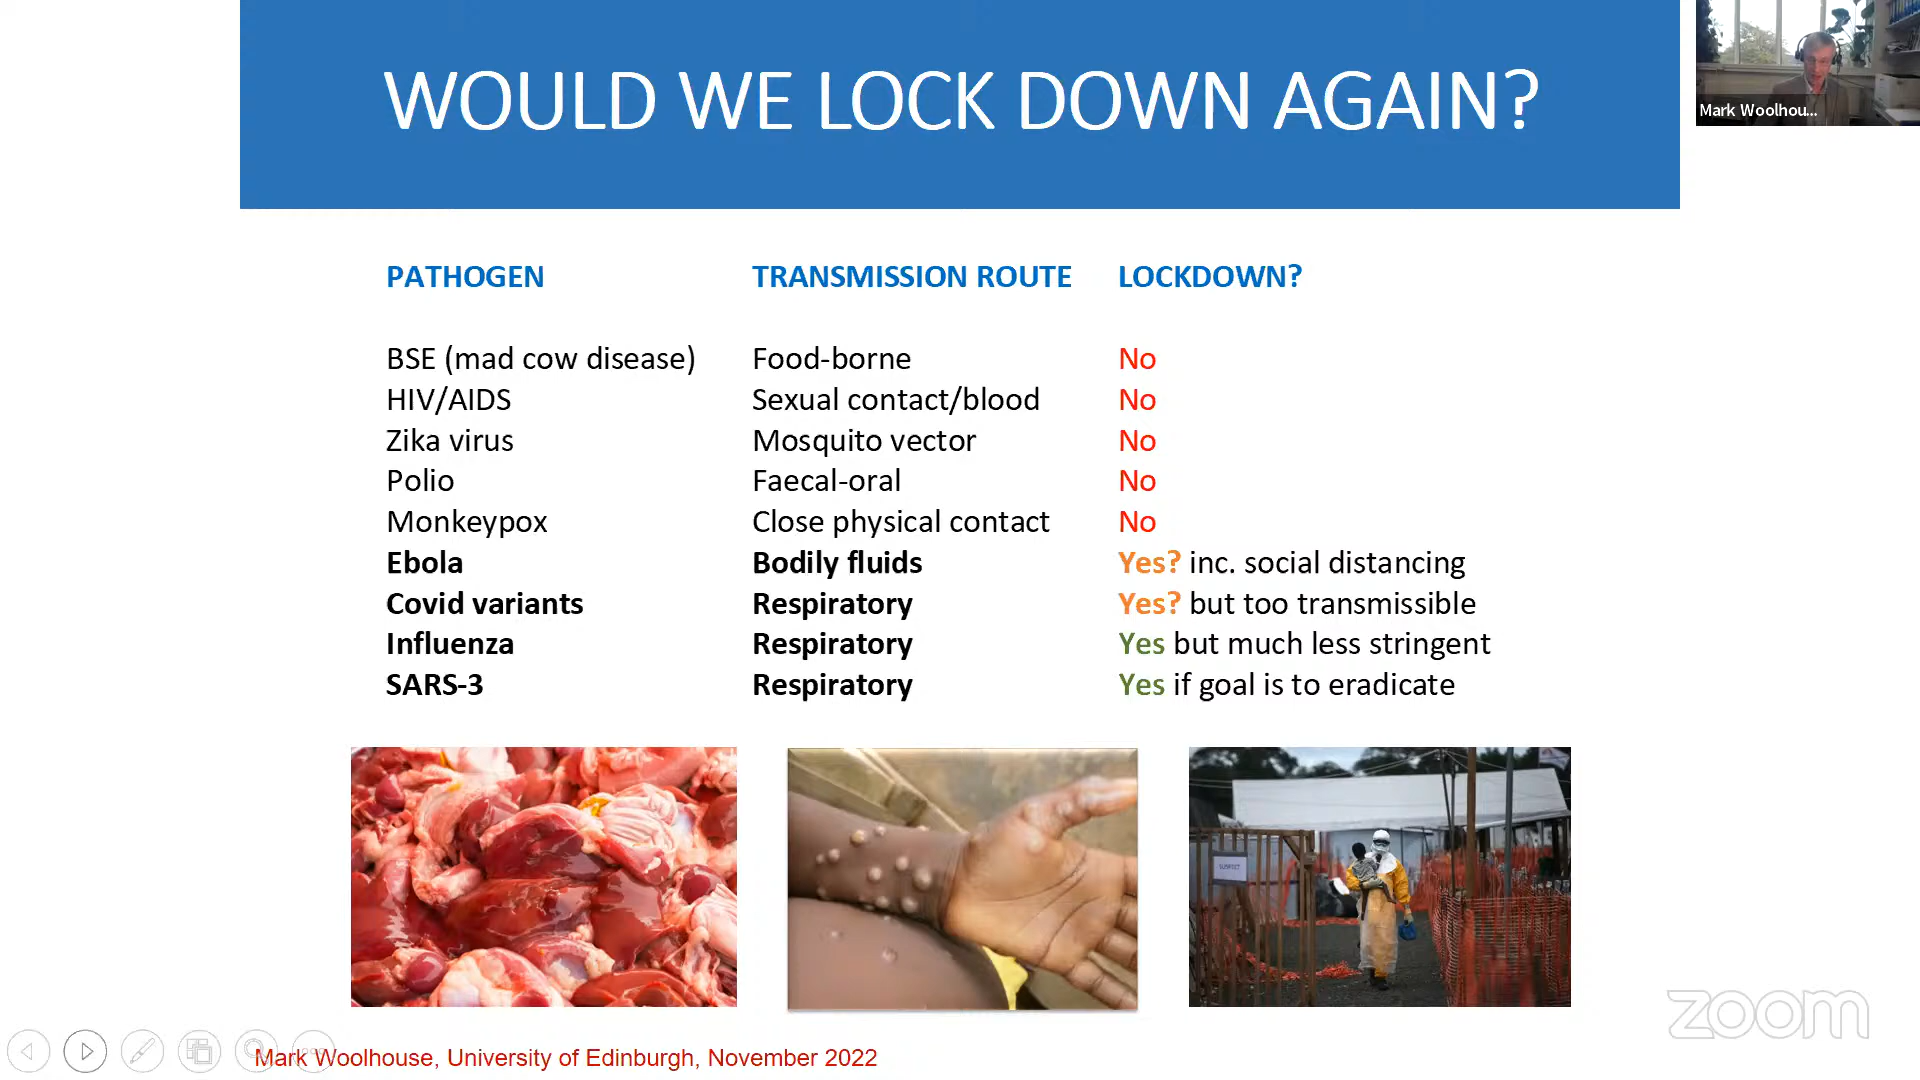 WOULD WE LOCK DOWN AGAIN?
Mark Woolhou...
PATHOGEN TRANSMISSION ROUTE LOCKDOWN?
BSE (mad cow disease) Food-borne No
HIV/AIDS Sexual contact/blood No
Zika virus Mosquito vector No
Polio Faecal-oral No
Monkeypox Close physical contact No
Ebola Bodily fluids Yes? inc. social distancing
Covid variants Respiratory Yes? but too transmissible
Influenza Respiratory Yes but much less stringent
SARS-3 Respiratory Yes if goal is to eradicate
SUSPECT
zoom
Mark Woolhouse, University of Edinburgh, November 2022